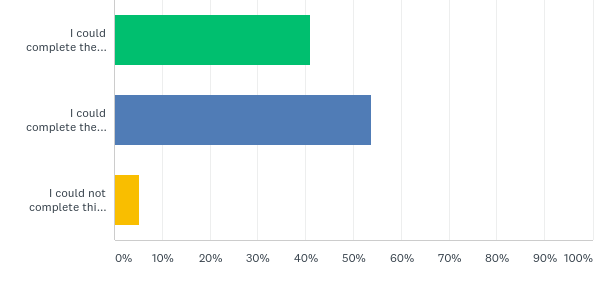 I could
complete the...
I could
complete the...
I could not
complete thi...
0% 10% 20% 30% 40% 50% 60% 70% 80% 90% 100%